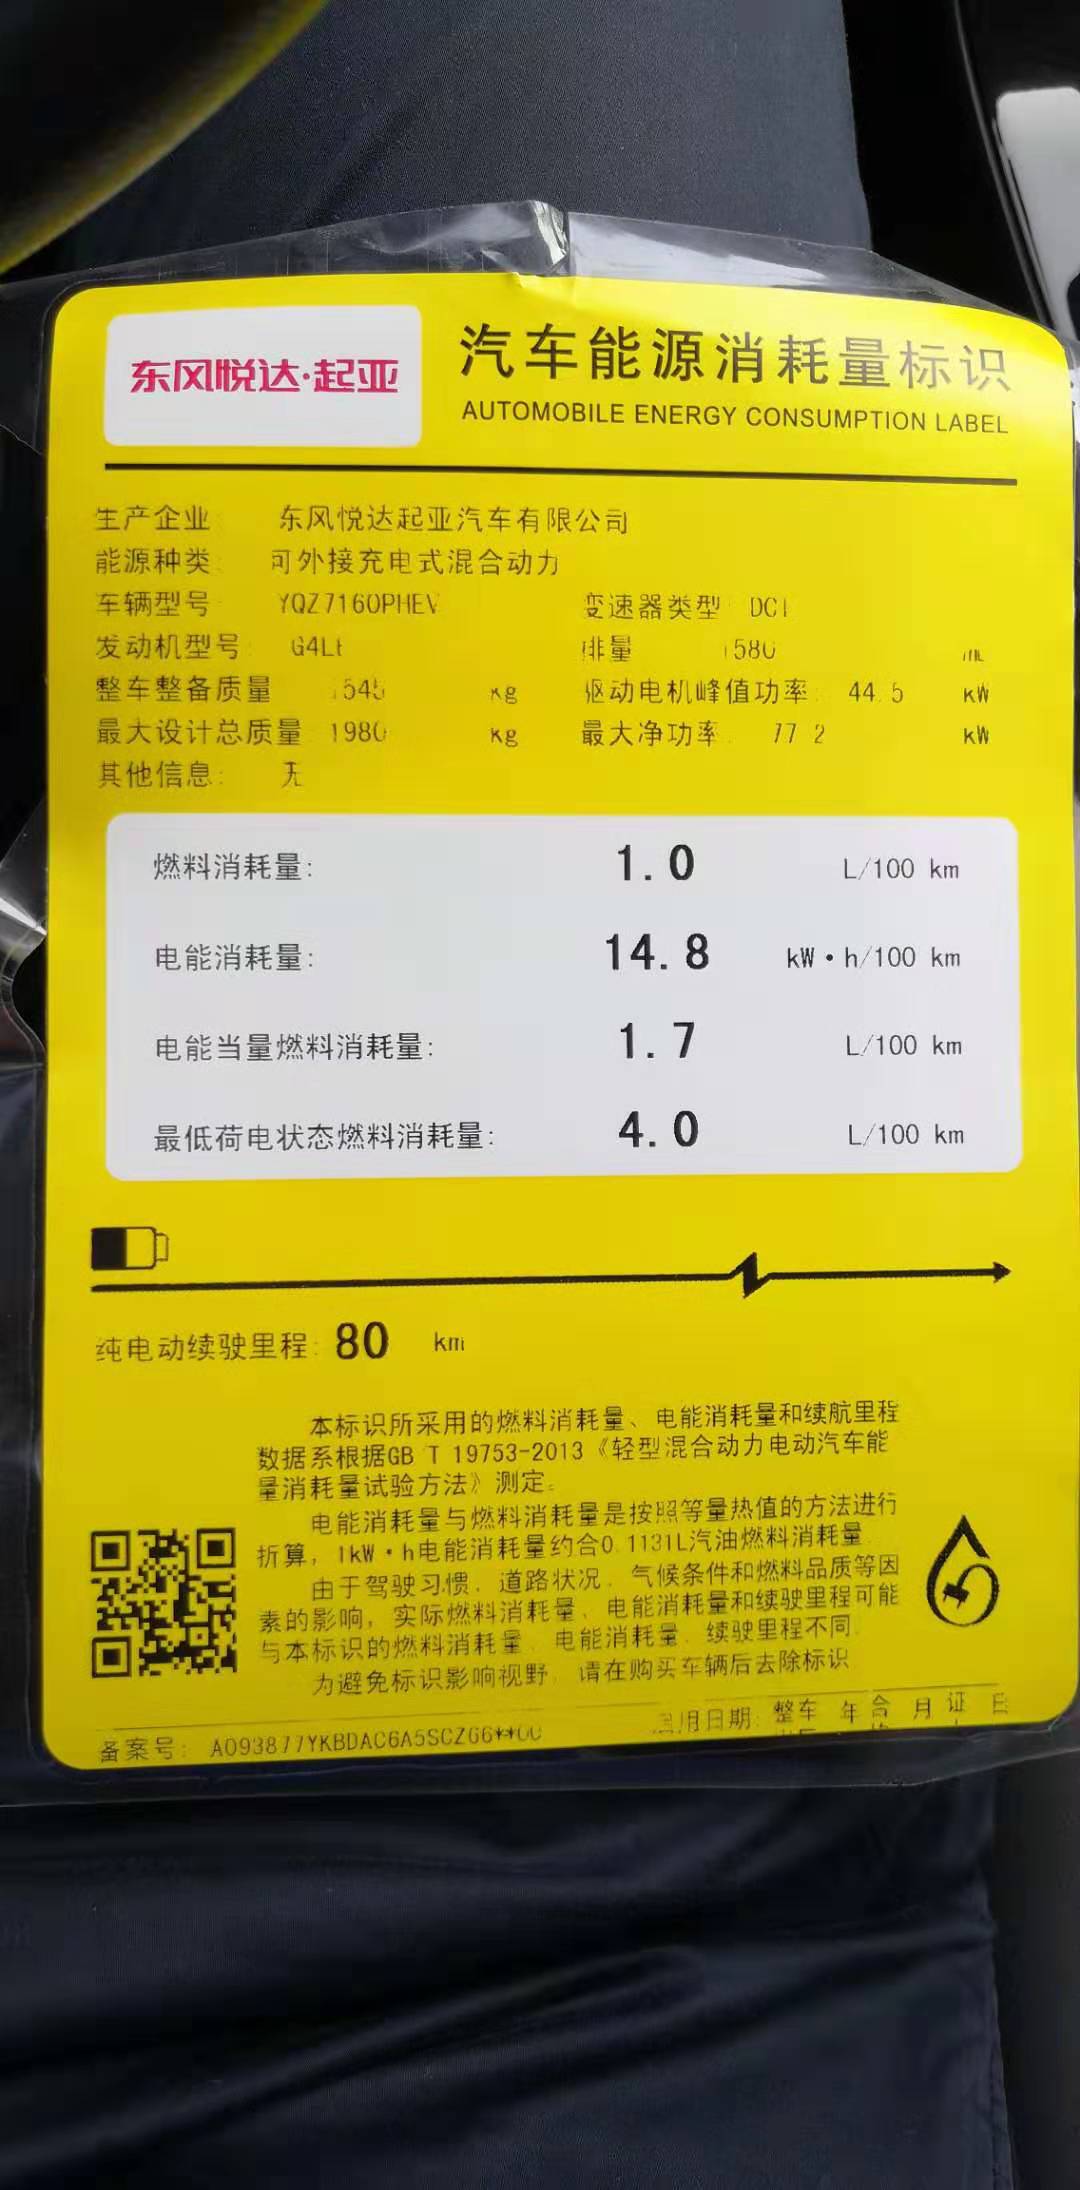 东风悦达·起亚
汽车能源消耗量标识
AUTOMOBILE ENERGY CONSUMPTION LABEL
生产企业: 东风悦达起亚汽车有限公司
能源种类: 可外接充电式混合动力
车辆型号: YQZ7160PHEV 变速器类型:
发动机型号: 排量 1580 mL
整车整备质量 kg 驱动电机峰值功率: 44.5 kW
最大设计总质量 1980 kg 最大净功率: 77.2 kW
其他信息: 无
燃料消耗量: 1.0 L/100 km
电能消耗量: 14.8 kW·h/100 km
电能当量燃料消耗量: 1.7 L/100 km
最低荷电状态燃料消耗量: 4.0 L/100 km
纯电动续驶里程: 80 km
本标识所采用的燃料消耗量、电能消耗量和续航里程
数据系根据GB/T 19753-2013《轻型混合动力电动汽车能
量消耗量试验方法》测定。
电能消耗量与燃料消耗量是按照等量热值的方法进行
折算，1kW·h电能消耗量约合0.1131L汽油燃料消耗量
由于驾驶习惯、道路状况、气候条件和燃料品质等因
素的影响，实际燃料消耗量、电能消耗量和续驶里程可能
与本标识的燃料消耗量、电能消耗量、续驶里程不同
为避免标识影响视野，请在购买车辆后去除标识
备案号: 启用日期: 整车 年 合 月 证 日